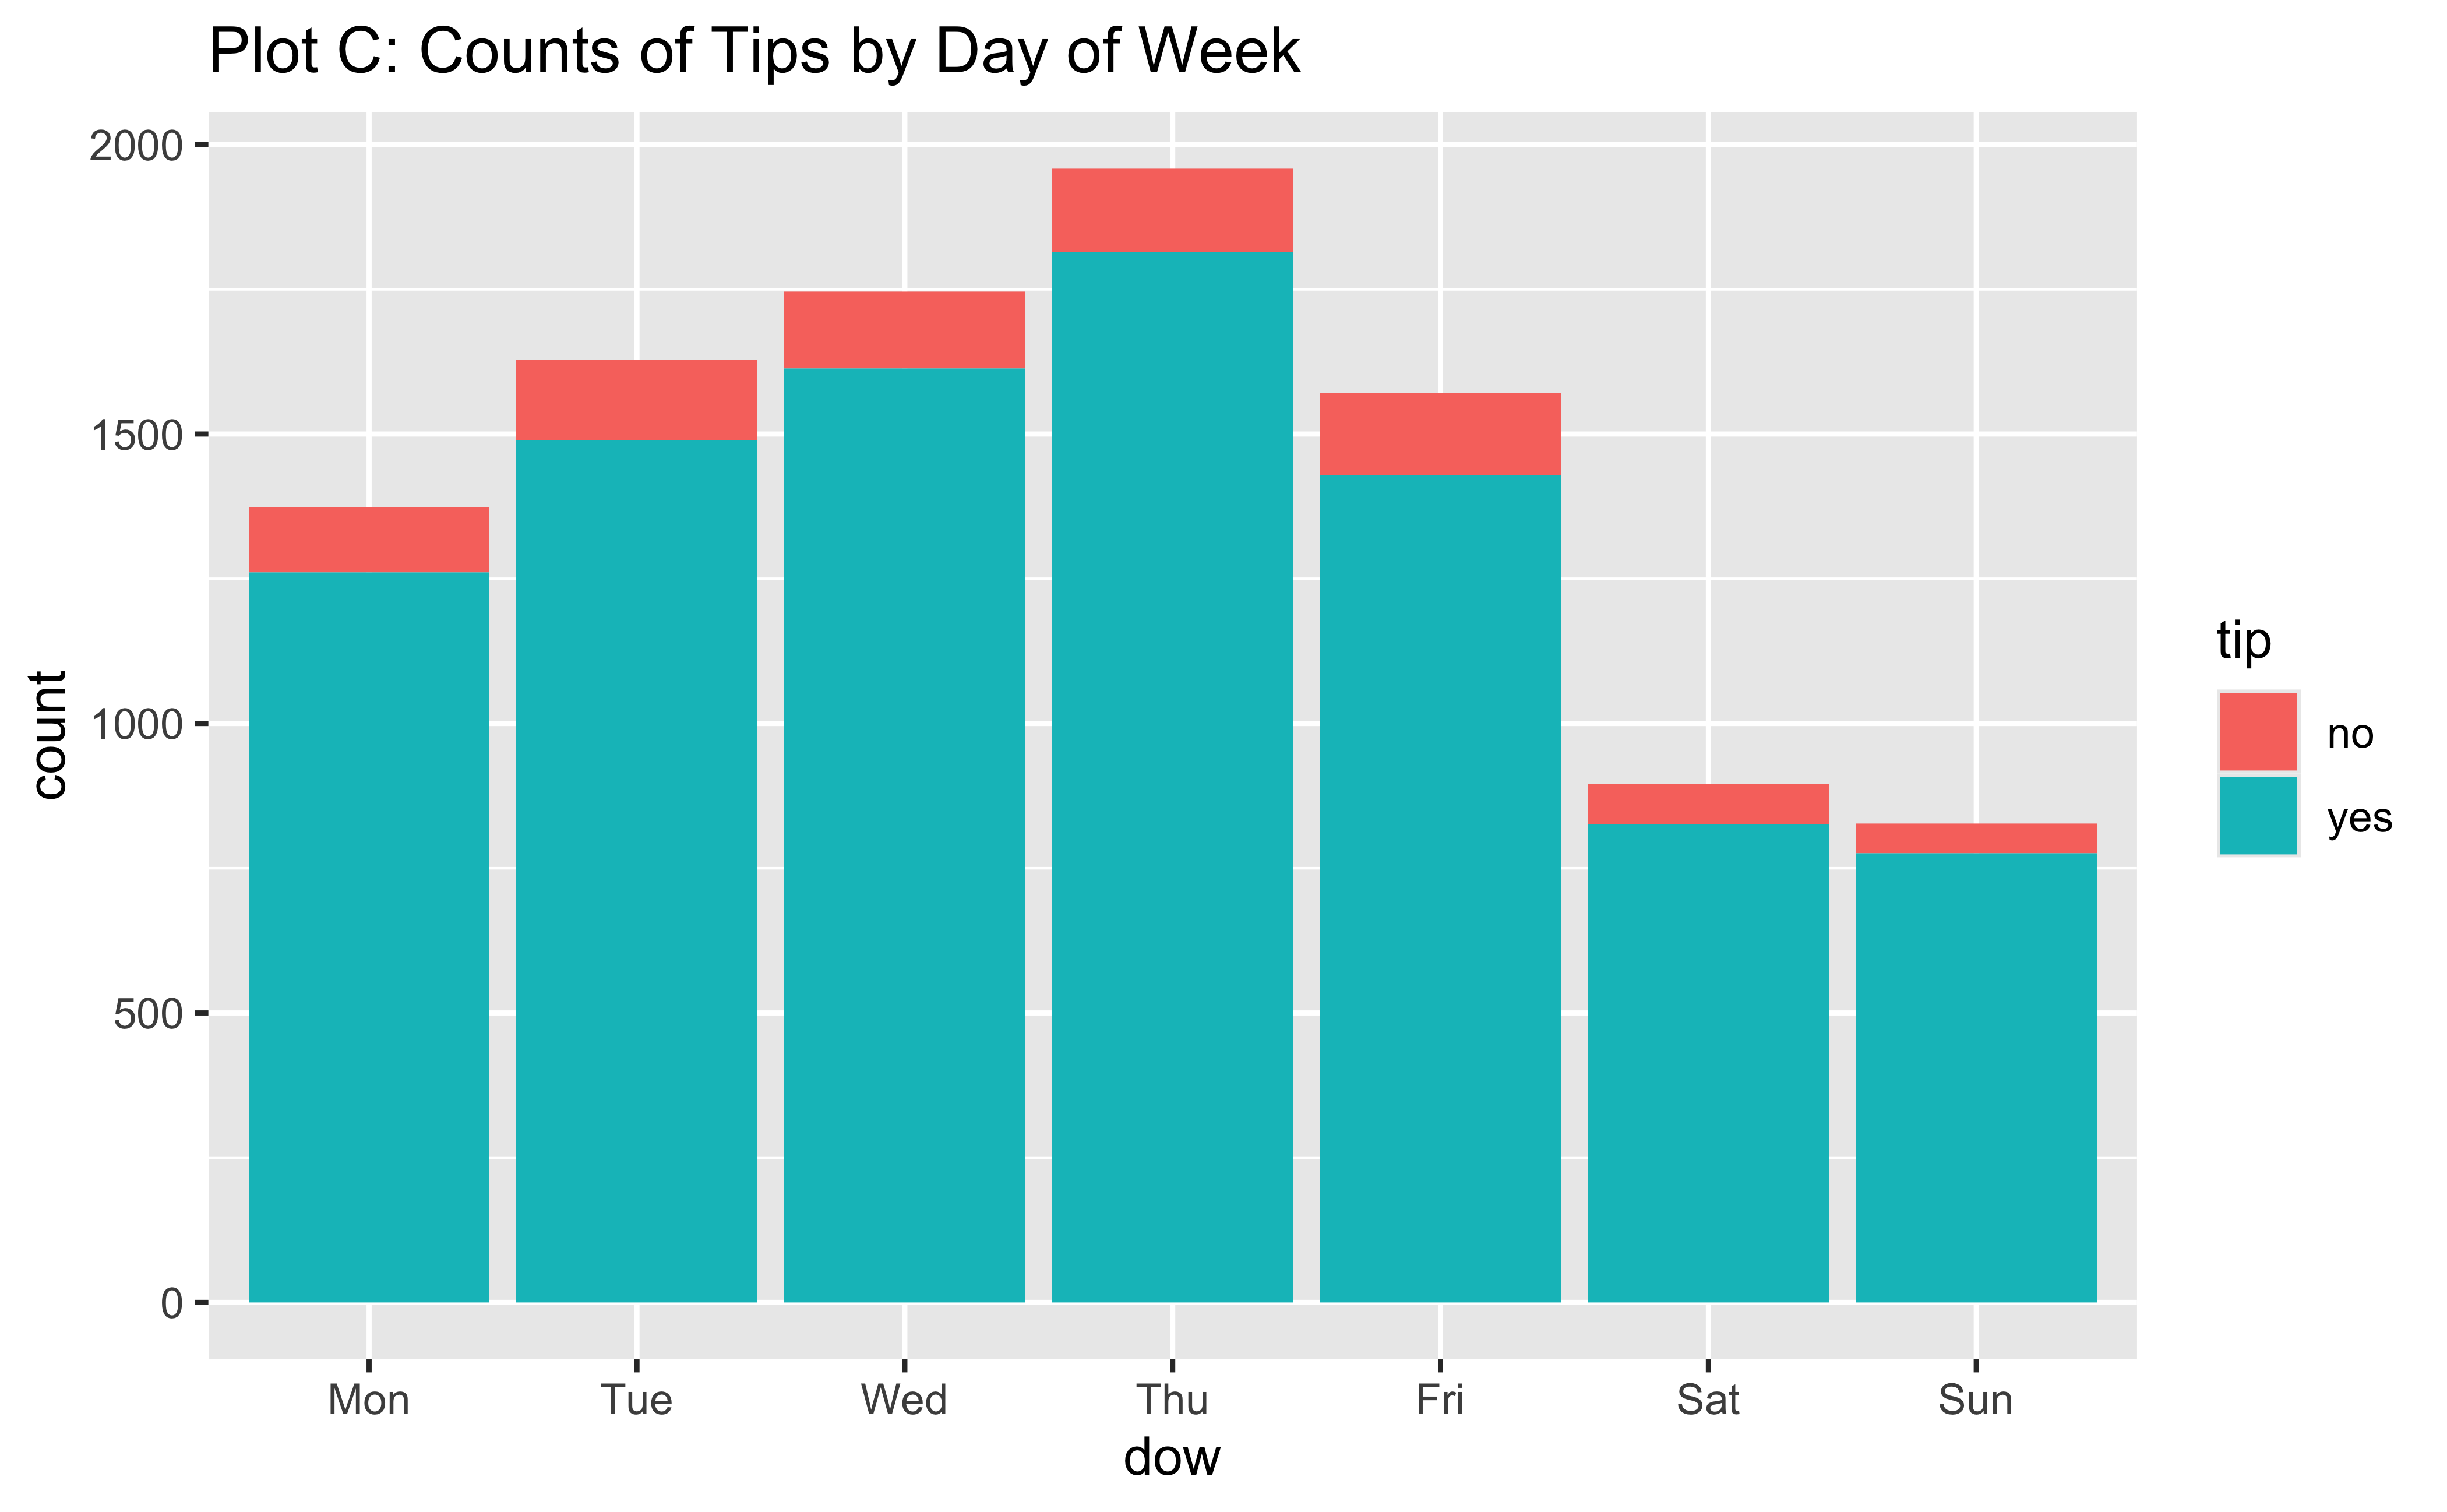 Plot C: Counts of Tips by Day of Week
count
2000
1500
1000
500
0
Mon Tue Wed Thu Fri Sat Sun
dow
tip
no
yes